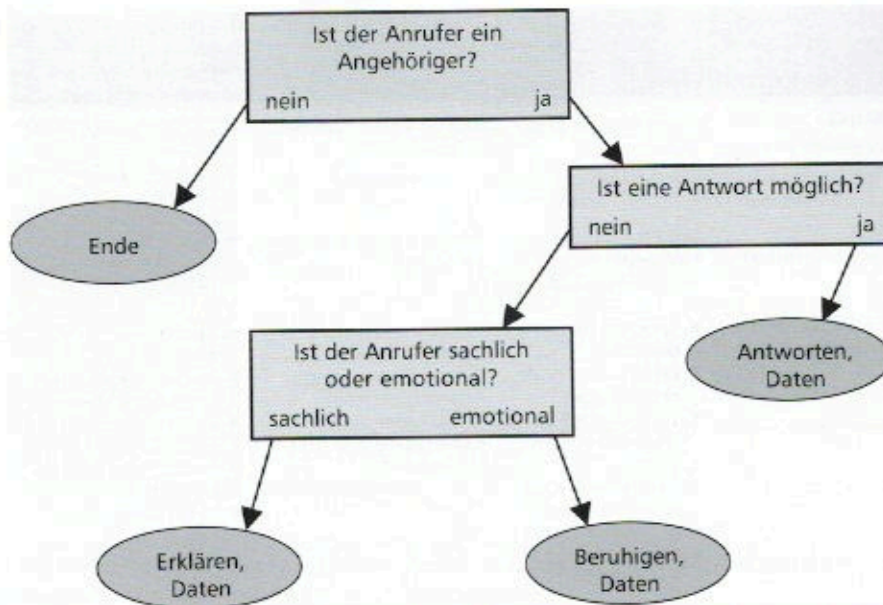 Ist der Anrufer ein
Angehöriger?
nein ja
Ist eine Antwort möglich?
nein ja
Ende
Ist der Anrufer sachlich
oder emotional?
sachlich emotional
Antworten,
Daten
Erklären,
Daten
Beruhigen,
Daten